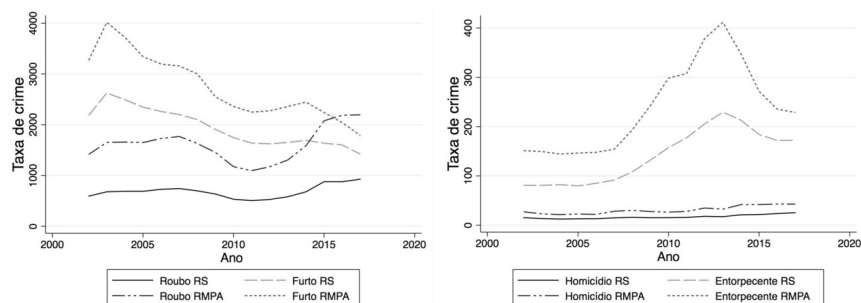 Taxa de crime
4000
3000
2000
1000
0
2000
2005
2010
2015
2020
Ano
Roubo RS
Furto RS
Roubo RMPA
Furto RMPA
Taxa de crime
400
300
200
100
0
2000
2005
2010
2015
2020
Ano
Homicídio RS
Entorpecente RS
Homicídio RMPA
Entorpecente RMPA